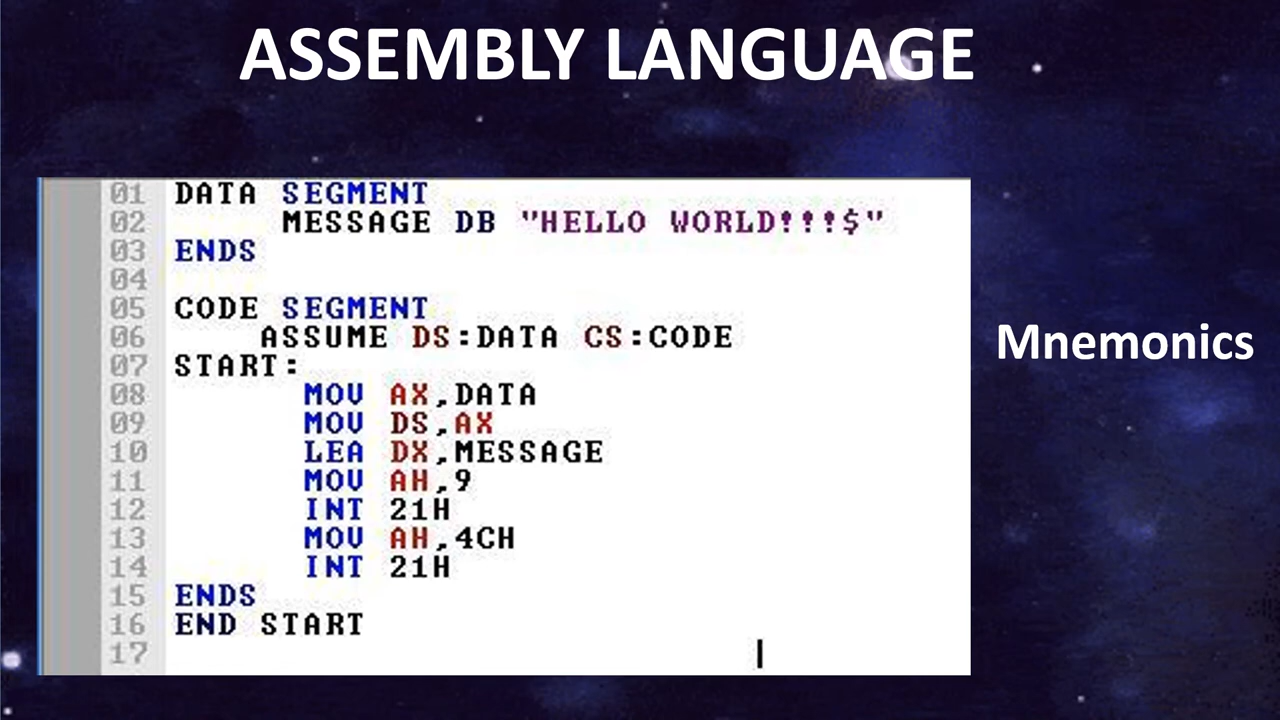 ASSEMBLY LANGUAGE
01 DATA SEGMENT
02 MESSAGE DB "HELLO WORLD!!!$"
03 ENDS
04
05 CODE SEGMENT
06 ASSUME DS:DATA CS:CODE
07 START:
08 MOV AX,DATA
09 MOV DS,AX
10 LEA DX,MESSAGE
11 MOV AH,9
12 INT 21H
13 MOV AH,4CH
14 INT 21H
15 ENDS
16 END START
17
Mnemonics